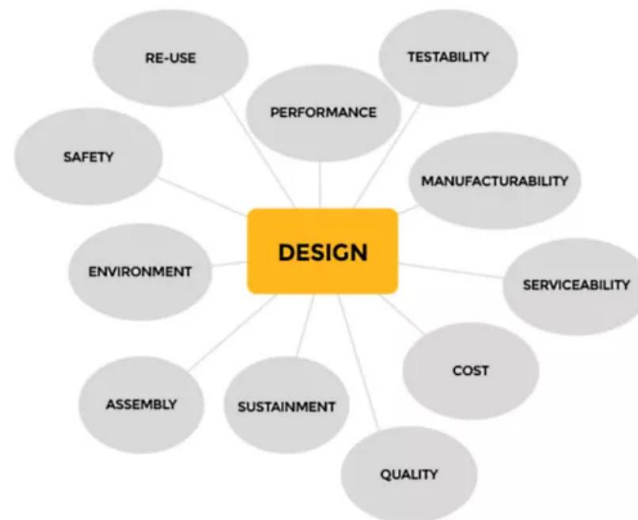 RE-USE
TESTABILITY
PERFORMANCE
SAFETY
MANUFACTURABILITY
DESIGN
ENVIRONMENT
SERVICEABILITY
COST
ASSEMBLY
SUSTAINMENT
QUALITY